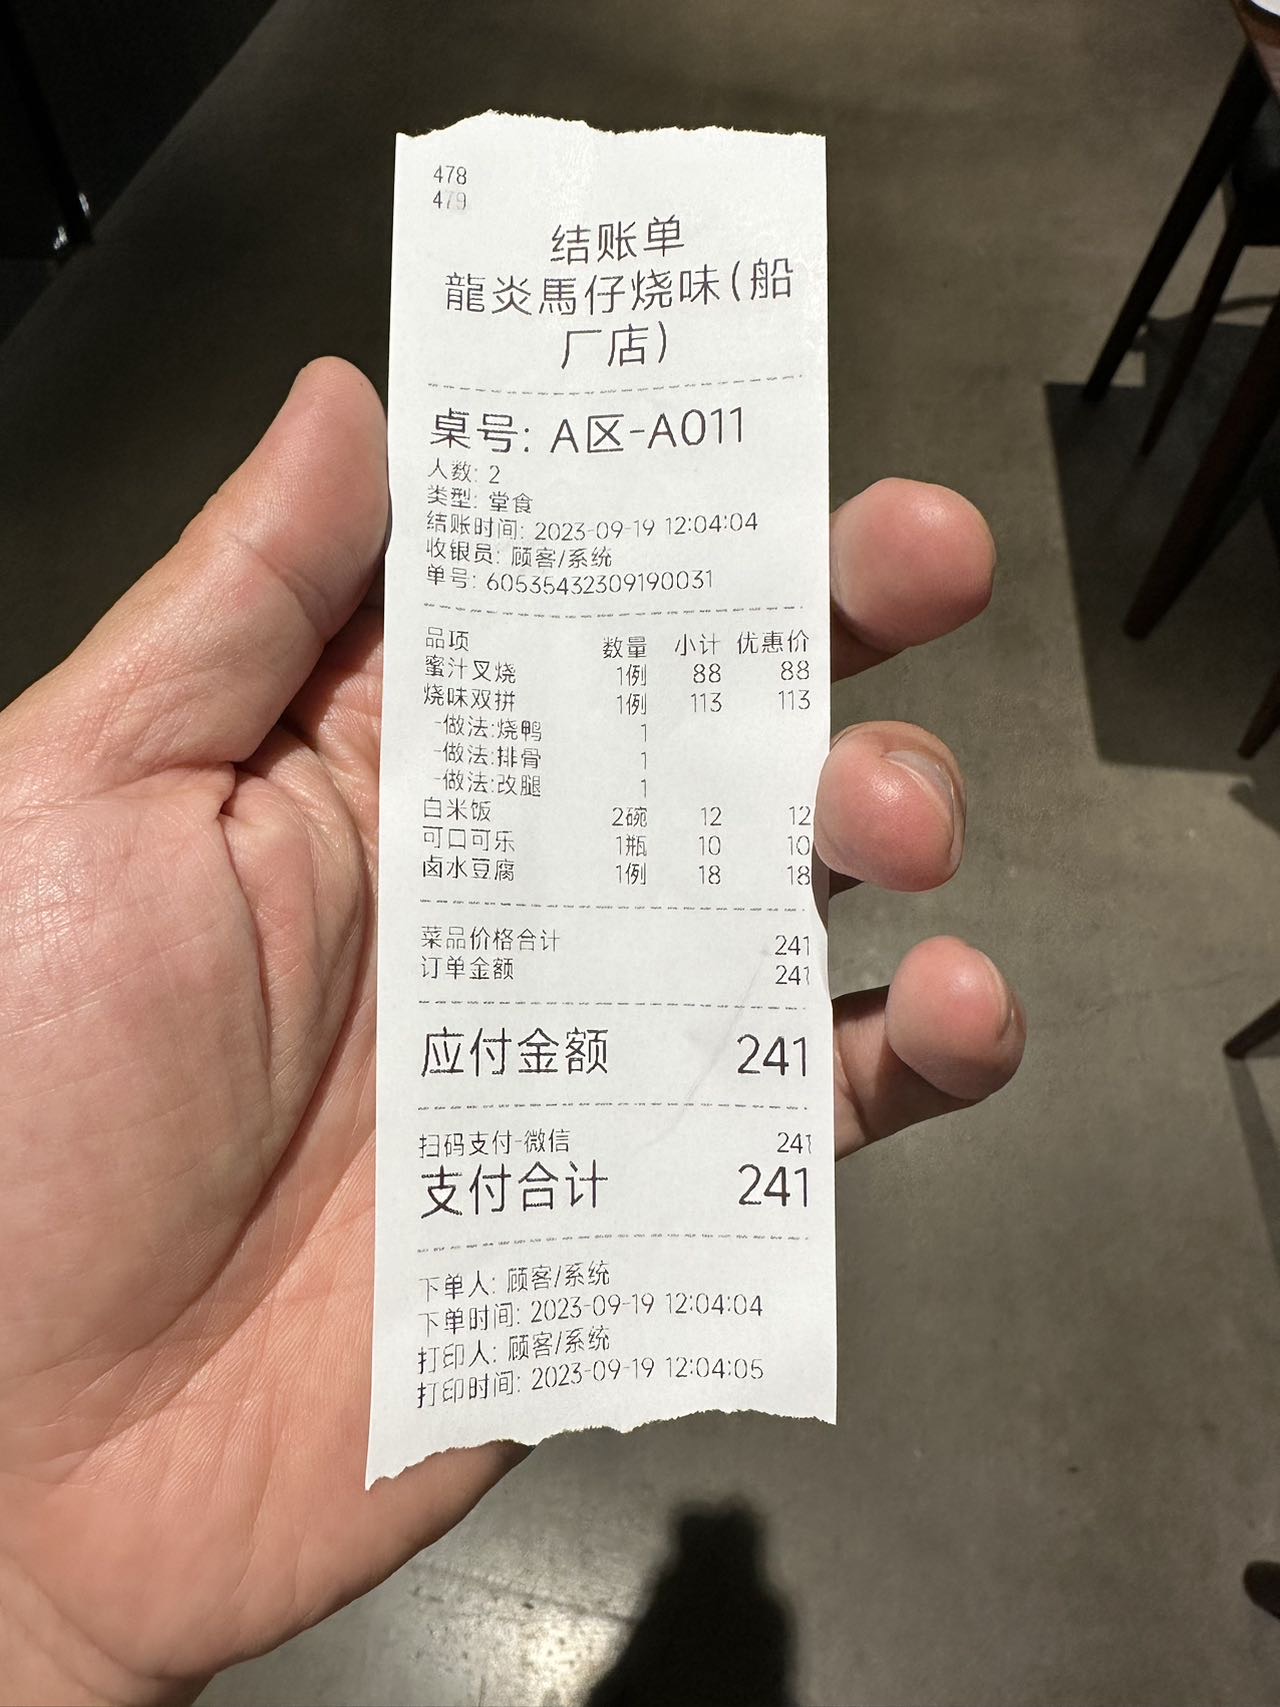 478
479
结账单
龍炎馬仔烧味(船
厂店)
桌号: A区-A011
人数: 2
类型: 堂食
结账时间: 2023-09-19 12:04:04
收银员: 顾客/系统
单号: 60535432309190031
品项 数量 小计 优惠价
蜜汁叉烧 1例 88 88
烧味双拼 1例 113 113
-做法:烧鸭 1
-做法:排骨 1
-做法:改腿 1
白米饭 2碗 12 12
可口可乐 1瓶 10 10
卤水豆腐 1例 18 18
菜品价格合计 241
订单金额 241
应付金额 241
扫码支付-微信 241
支付合计 241
下单人: 顾客/系统
下单时间: 2023-09-19 12:04:04
打印人: 顾客/系统
打印时间: 2023-09-19 12:04:05